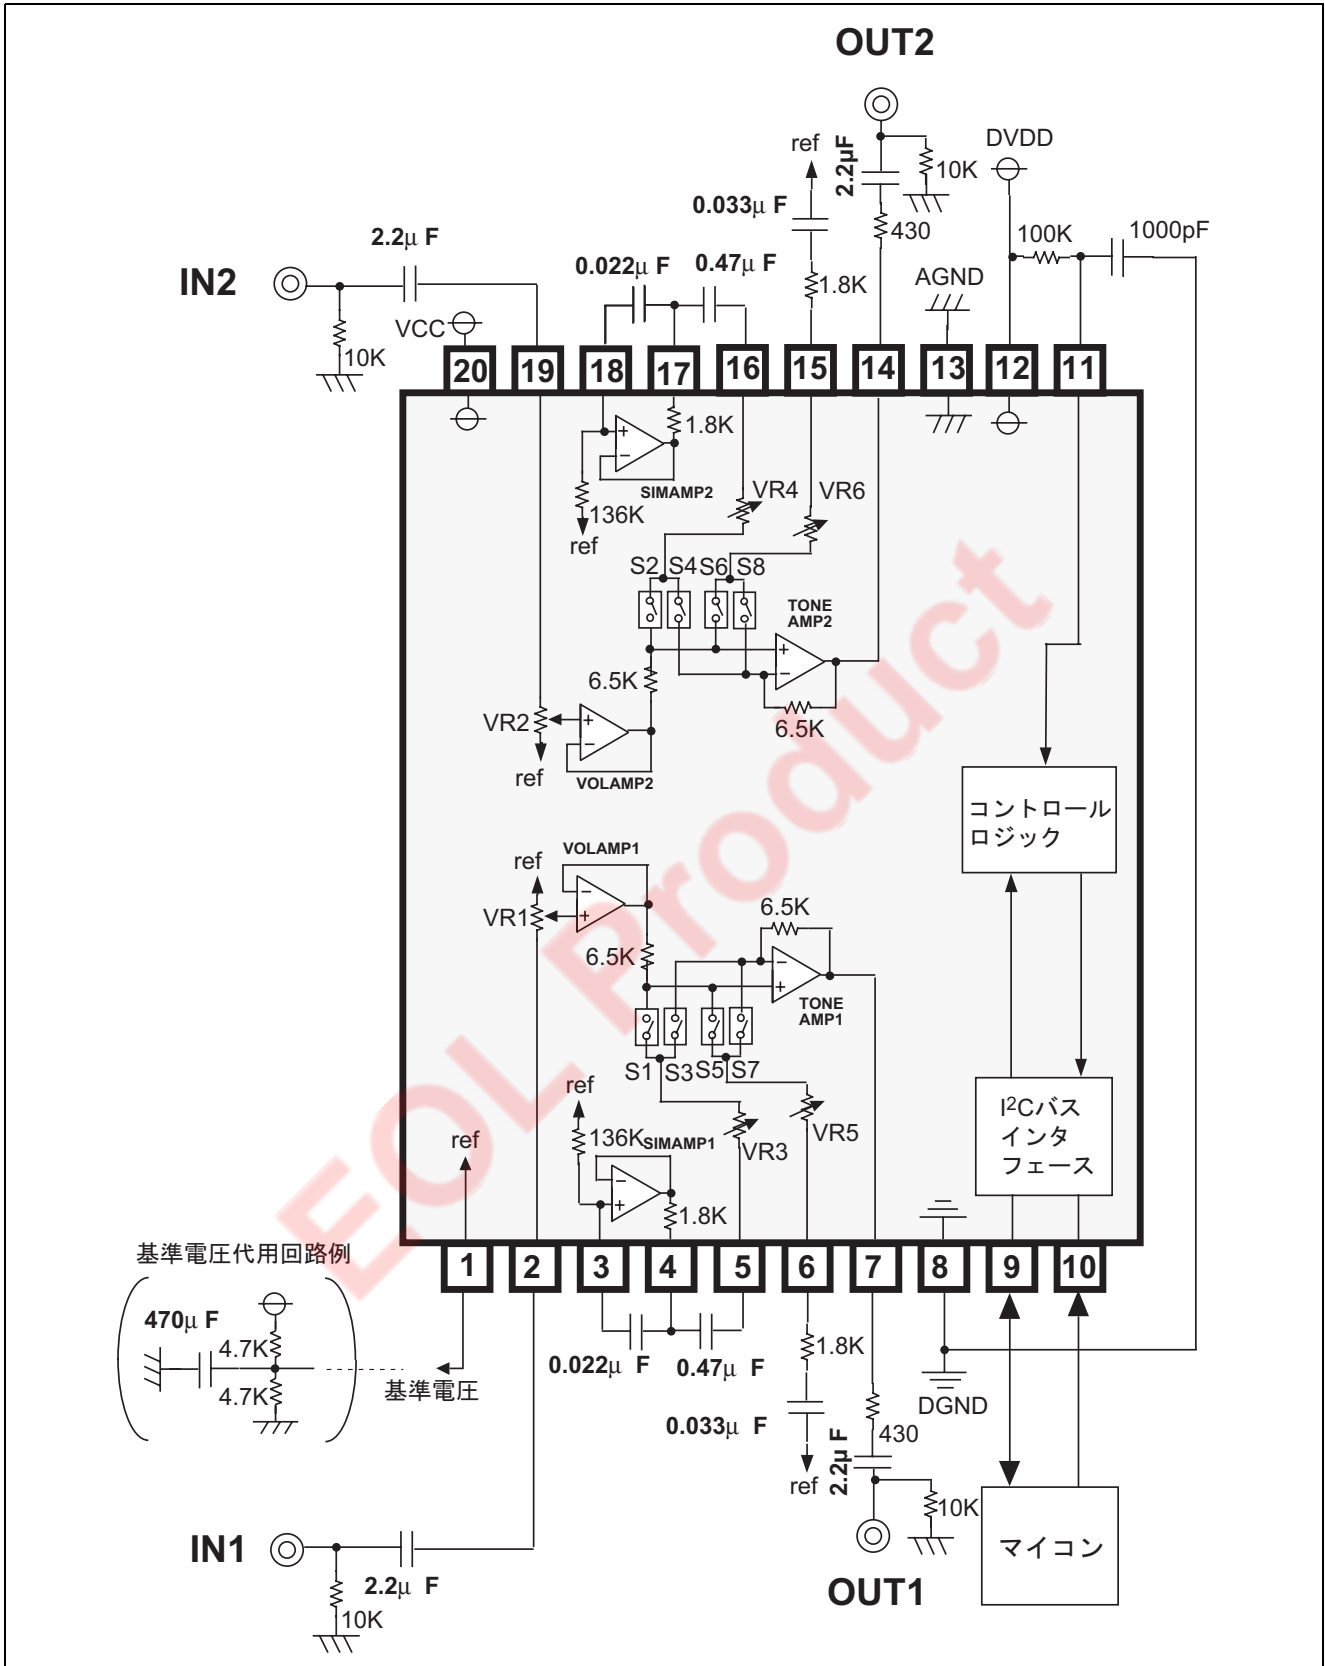 OUT2
ref
2.2μF
10K
DVDD
0.033μ F
430
2.2μ F
100K
1000pF
0.022μ F
0.47μ F
1.8K
AGND
IN2
VCC
10K
20
19
18
17
16
15
14
13
12
11
1.8K
SIMAMP2
VR4
VR6
136K
ref
S2
S4
S6
S8
TONE
AMP2
6.5K
VR2
6.5K
ref
VOLAMP2
コントロール
ロジック
VOLAMP1
ref
VR1
6.5K
6.5K
TONE
AMP1
S1
S3
S5
S7
ref
I2Cバス
インタ
フェース
136K
SIMAMP1
VR3
VR5
ref
1.8K
基準電圧代用回路例
1
2
3
4
5
6
7
8
9
10
470μ F
4.7K
4.7K
基準電圧
0.022μ F
0.47μ F
1.8K
DGND
0.033μ F
430
2.2μ F
ref
10K
IN1
マイコン
2.2μ F
OUT1
10K
EOL Product